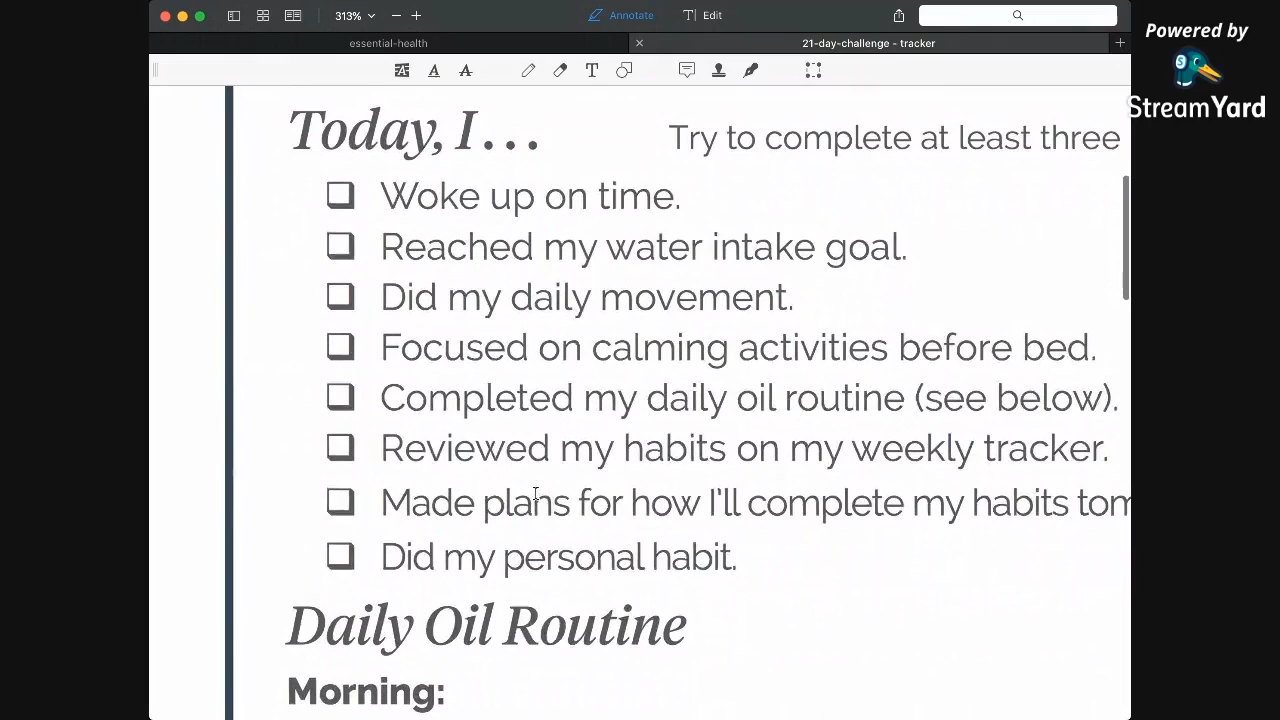 313%
Annotate
Edit
Powered by
StreamYard
essential-health
21-day-challenge - tracker
Today, I...
Try to complete at least three
Woke up on time.
Reached my water intake goal.
Did my daily movement.
Focused on calming activities before bed.
Completed my daily oil routine (see below).
Reviewed my habits on my weekly tracker.
Made plans for how I'll complete my habits tom
Did my personal habit.
Daily Oil Routine
Morning: